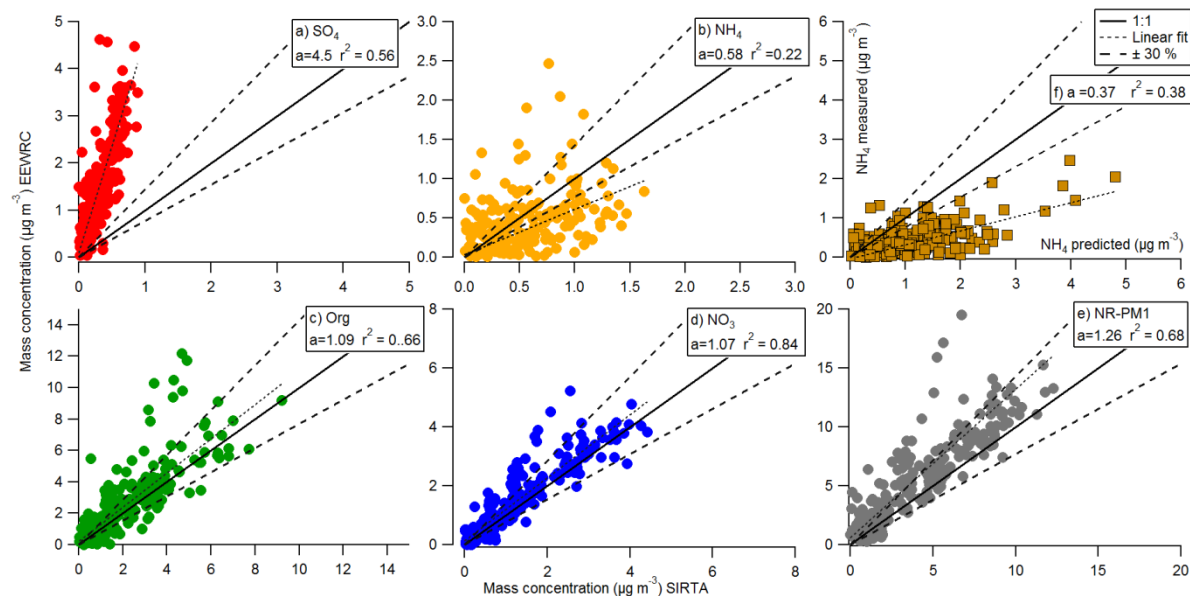 Mass concentration (µg m⁻³) EEWRC
5
4
3
2
1
0
0 1 2 3 4 5
a) SO₄
a=4.5 r² = 0.56
3.0
2.5
2.0
1.5
1.0
0.5
0.0
0.0 0.5 1.0 1.5 2.0 2.5 3.0
b) NH₄
a=0.58 r² =0.22
NH₄ measured (µg m⁻³)
6
5
4
3
2
1
0
0 1 2 3 4 5 6
1:1
Linear fit
± 30 %
f) a =0.37 r² = 0.38
NH₄ predicted (µg m⁻³)
14
12
10
8
6
4
2
0
0 2 4 6 8 10 12 14
c) Org
a=1.09 r² = 0..66
8
6
4
2
0
0 2 4 6 8
d) NO₃
a=1.07 r² = 0.84
20
15
10
5
0
0 5 10 15 20
e) NR-PM1
a=1.26 r² = 0.68
Mass concentration (µg m⁻³) SIRTA